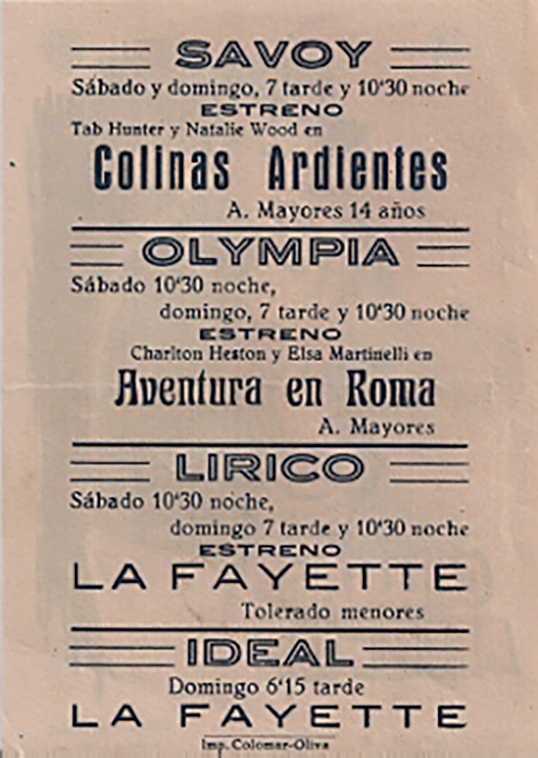 SAVOY
Sábado y domingo, 7 tarde y 10'30 noche
ESTRENO
Tab Hunter y Natalie Wood en
Colinas Ardientes
A. Mayores 14 años
OLYMPIA
Sábado 10'30 noche,
domingo, 7 tarde y 10'30 noche
ESTRENO
Charlton Heston y Elsa Martinelli en
Aventura en Roma
A. Mayores
LIRICO
Sábado 10'30 noche,
domingo 7 tarde y 10'30 noche
ESTRENO
LA FAYETTE
Tolerado menores
IDEAL
Domingo 6'15 tarde
LA FAYETTE
Imp. Colomar-Oliva